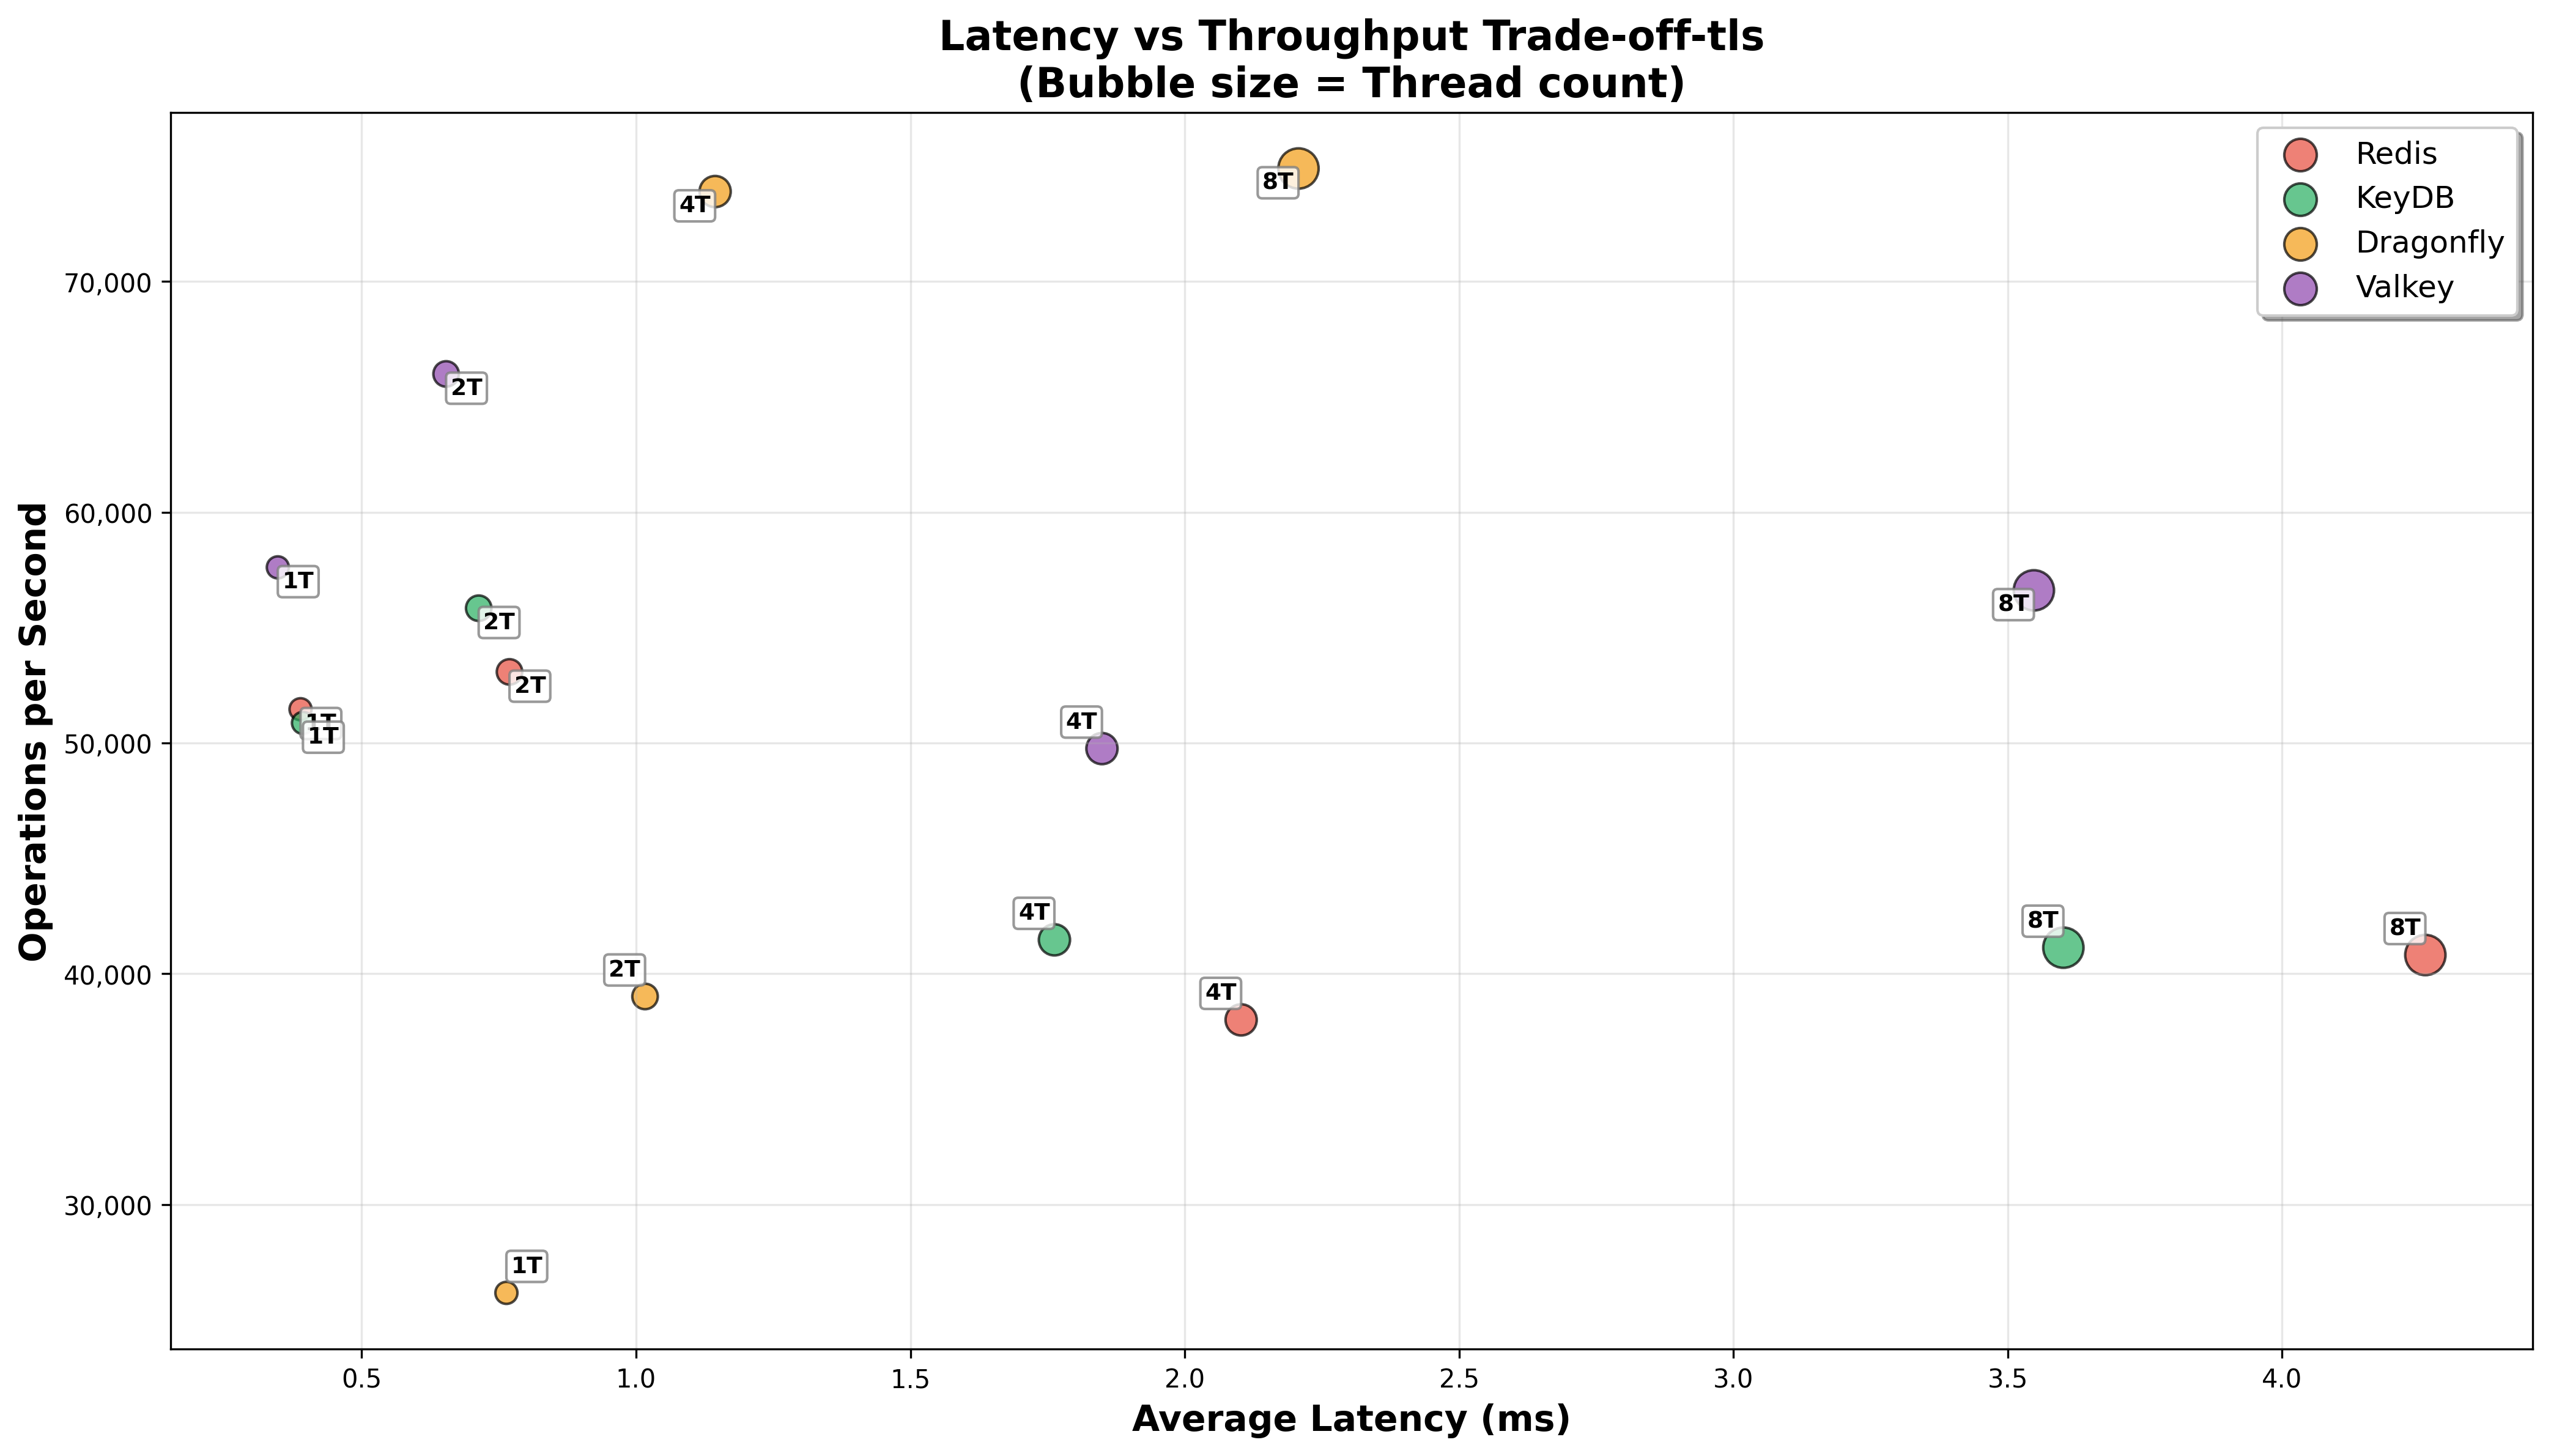 Latency vs Throughput Trade-off-tls
(Bubble size = Thread count)
Redis
KeyDB
Dragonfly
Valkey
Operations per Second
70,000
60,000
50,000
40,000
30,000
4T
8T
2T
1T
2T
8T
2T
1T
1T
4T
4T
8T
8T
2T
4T
1T
0.5
1.0
1.5
2.0
2.5
3.0
3.5
4.0
Average Latency (ms)